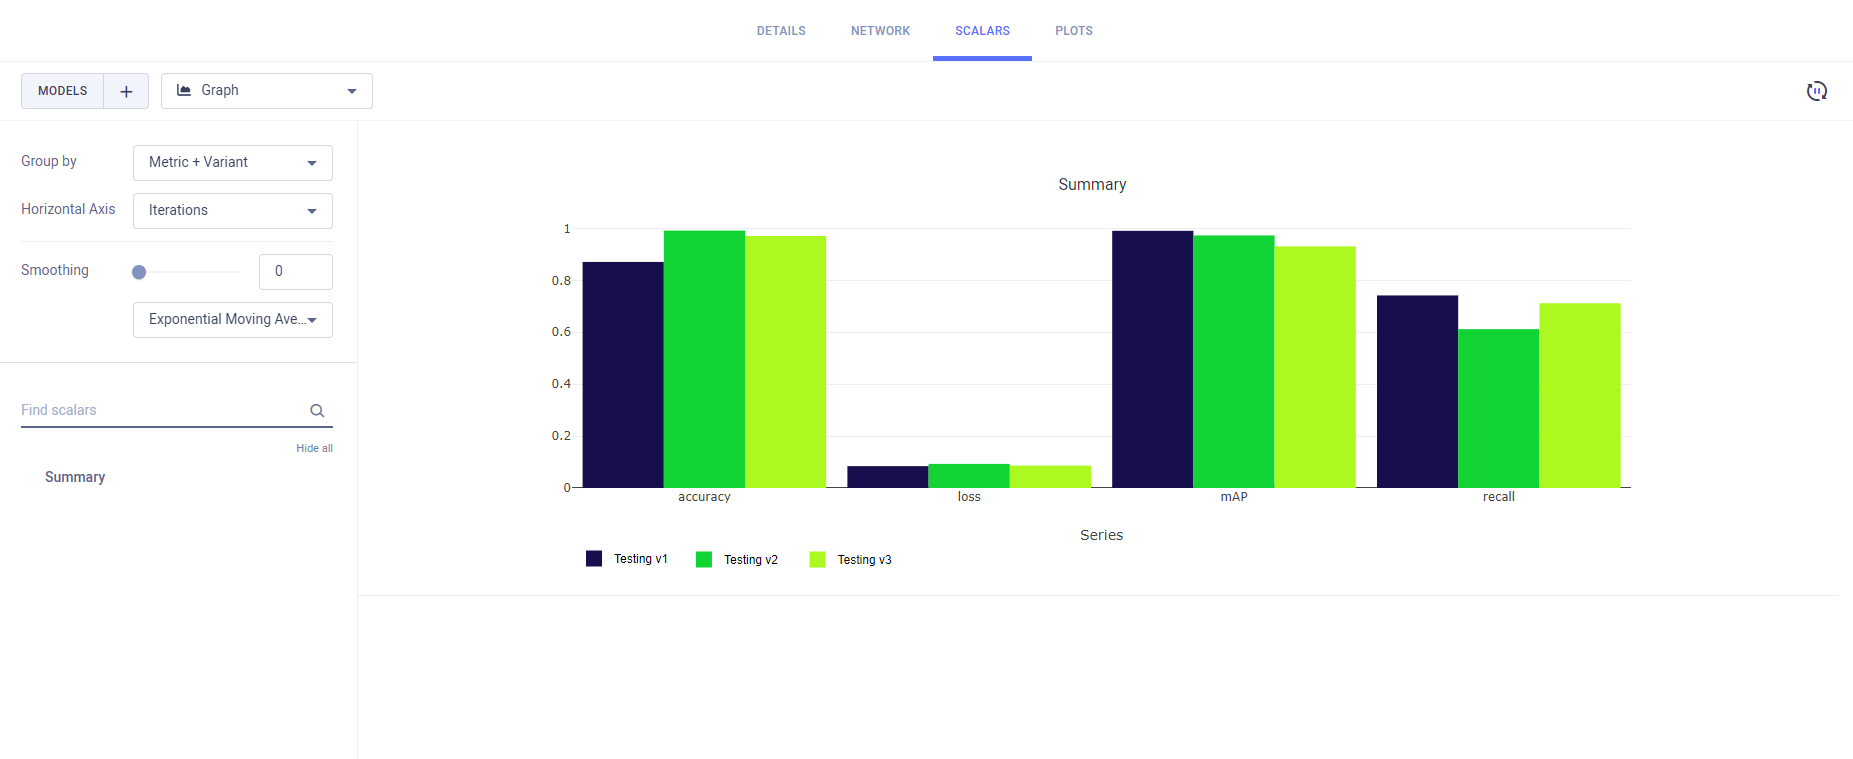 DETAILS NETWORK SCALARS PLOTS
MODELS + Graph
Group by Metric + Variant
Horizontal Axis Iterations
Smoothing 0
Exponential Moving Ave...
Find scalars
Hide all
Summary
Summary
1
0.8
0.6
0.4
0.2
0
accuracy loss mAP recall
Series
Testing v1 Testing v2 Testing v3